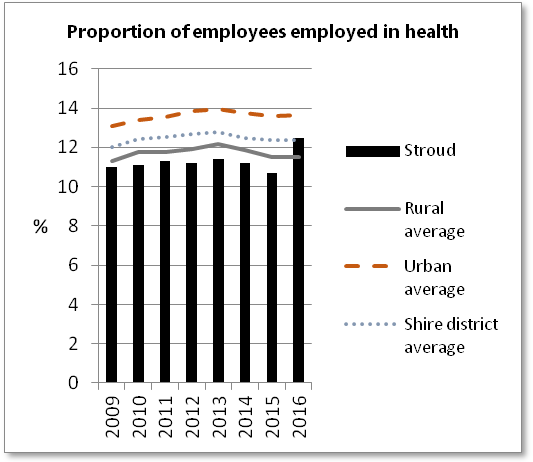 Proportion of employees employed in health
16
14
12
10
8
6
4
2
0
%
2009
2010
2011
2012
2013
2014
2015
2016
Stroud
Rural
average
Urban
average
Shire district
average